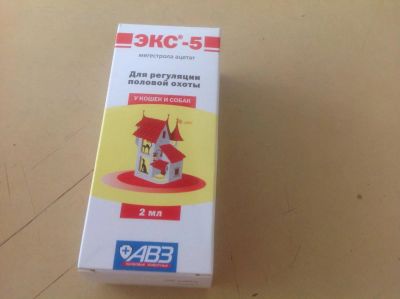 ЭКС®-5
мегестрола ацетат
Для регуляции
половой охоты
У КОШЕК И СОБАК
2 мл
АВЗ